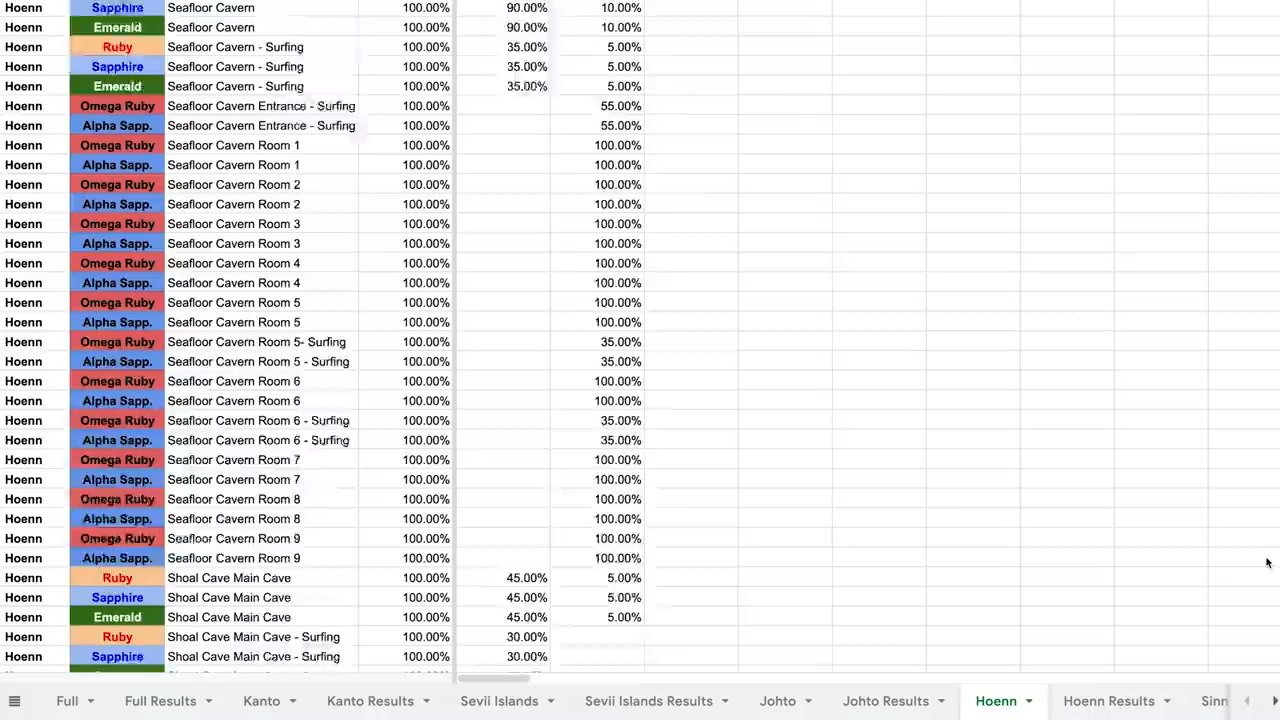 Hoenn Sapphire Seafloor Cavern 100.00% 90.00% 10.00%
Hoenn Emerald Seafloor Cavern 100.00% 90.00% 10.00%
Hoenn Ruby Seafloor Cavern - Surfing 100.00% 35.00% 5.00%
Hoenn Sapphire Seafloor Cavern - Surfing 100.00% 35.00% 5.00%
Hoenn Emerald Seafloor Cavern - Surfing 100.00% 35.00% 5.00%
Hoenn Omega Ruby Seafloor Cavern Entrance - Surfing 100.00% 55.00%
Hoenn Alpha Sapp. Seafloor Cavern Entrance - Surfing 100.00% 55.00%
Hoenn Omega Ruby Seafloor Cavern Room 1 100.00% 100.00%
Hoenn Alpha Sapp. Seafloor Cavern Room 1 100.00% 100.00%
Hoenn Omega Ruby Seafloor Cavern Room 2 100.00% 100.00%
Hoenn Alpha Sapp. Seafloor Cavern Room 2 100.00% 100.00%
Hoenn Omega Ruby Seafloor Cavern Room 3 100.00% 100.00%
Hoenn Alpha Sapp. Seafloor Cavern Room 3 100.00% 100.00%
Hoenn Omega Ruby Seafloor Cavern Room 4 100.00% 100.00%
Hoenn Alpha Sapp. Seafloor Cavern Room 4 100.00% 100.00%
Hoenn Omega Ruby Seafloor Cavern Room 5 100.00% 100.00%
Hoenn Alpha Sapp. Seafloor Cavern Room 5 100.00% 100.00%
Hoenn Omega Ruby Seafloor Cavern Room 5- Surfing 100.00% 35.00%
Hoenn Alpha Sapp. Seafloor Cavern Room 5 - Surfing 100.00% 35.00%
Hoenn Omega Ruby Seafloor Cavern Room 6 100.00% 100.00%
Hoenn Alpha Sapp. Seafloor Cavern Room 6 100.00% 100.00%
Hoenn Omega Ruby Seafloor Cavern Room 6 - Surfing 100.00% 35.00%
Hoenn Alpha Sapp. Seafloor Cavern Room 6 - Surfing 100.00% 35.00%
Hoenn Omega Ruby Seafloor Cavern Room 7 100.00% 100.00%
Hoenn Alpha Sapp. Seafloor Cavern Room 7 100.00% 100.00%
Hoenn Omega Ruby Seafloor Cavern Room 8 100.00% 100.00%
Hoenn Alpha Sapp. Seafloor Cavern Room 8 100.00% 100.00%
Hoenn Omega Ruby Seafloor Cavern Room 9 100.00% 100.00%
Hoenn Alpha Sapp. Seafloor Cavern Room 9 100.00% 100.00%
Hoenn Ruby Shoal Cave Main Cave 100.00% 45.00% 5.00%
Hoenn Sapphire Shoal Cave Main Cave 100.00% 45.00% 5.00%
Hoenn Emerald Shoal Cave Main Cave 100.00% 45.00% 5.00%
Hoenn Ruby Shoal Cave Main Cave - Surfing 100.00% 30.00%
Hoenn Sapphire Shoal Cave Main Cave - Surfing 100.00% 30.00%
Full Full Results Kanto Kanto Results Sevii Islands Sevii Islands Results Johto Johto Results Hoenn Hoenn Results Sinn